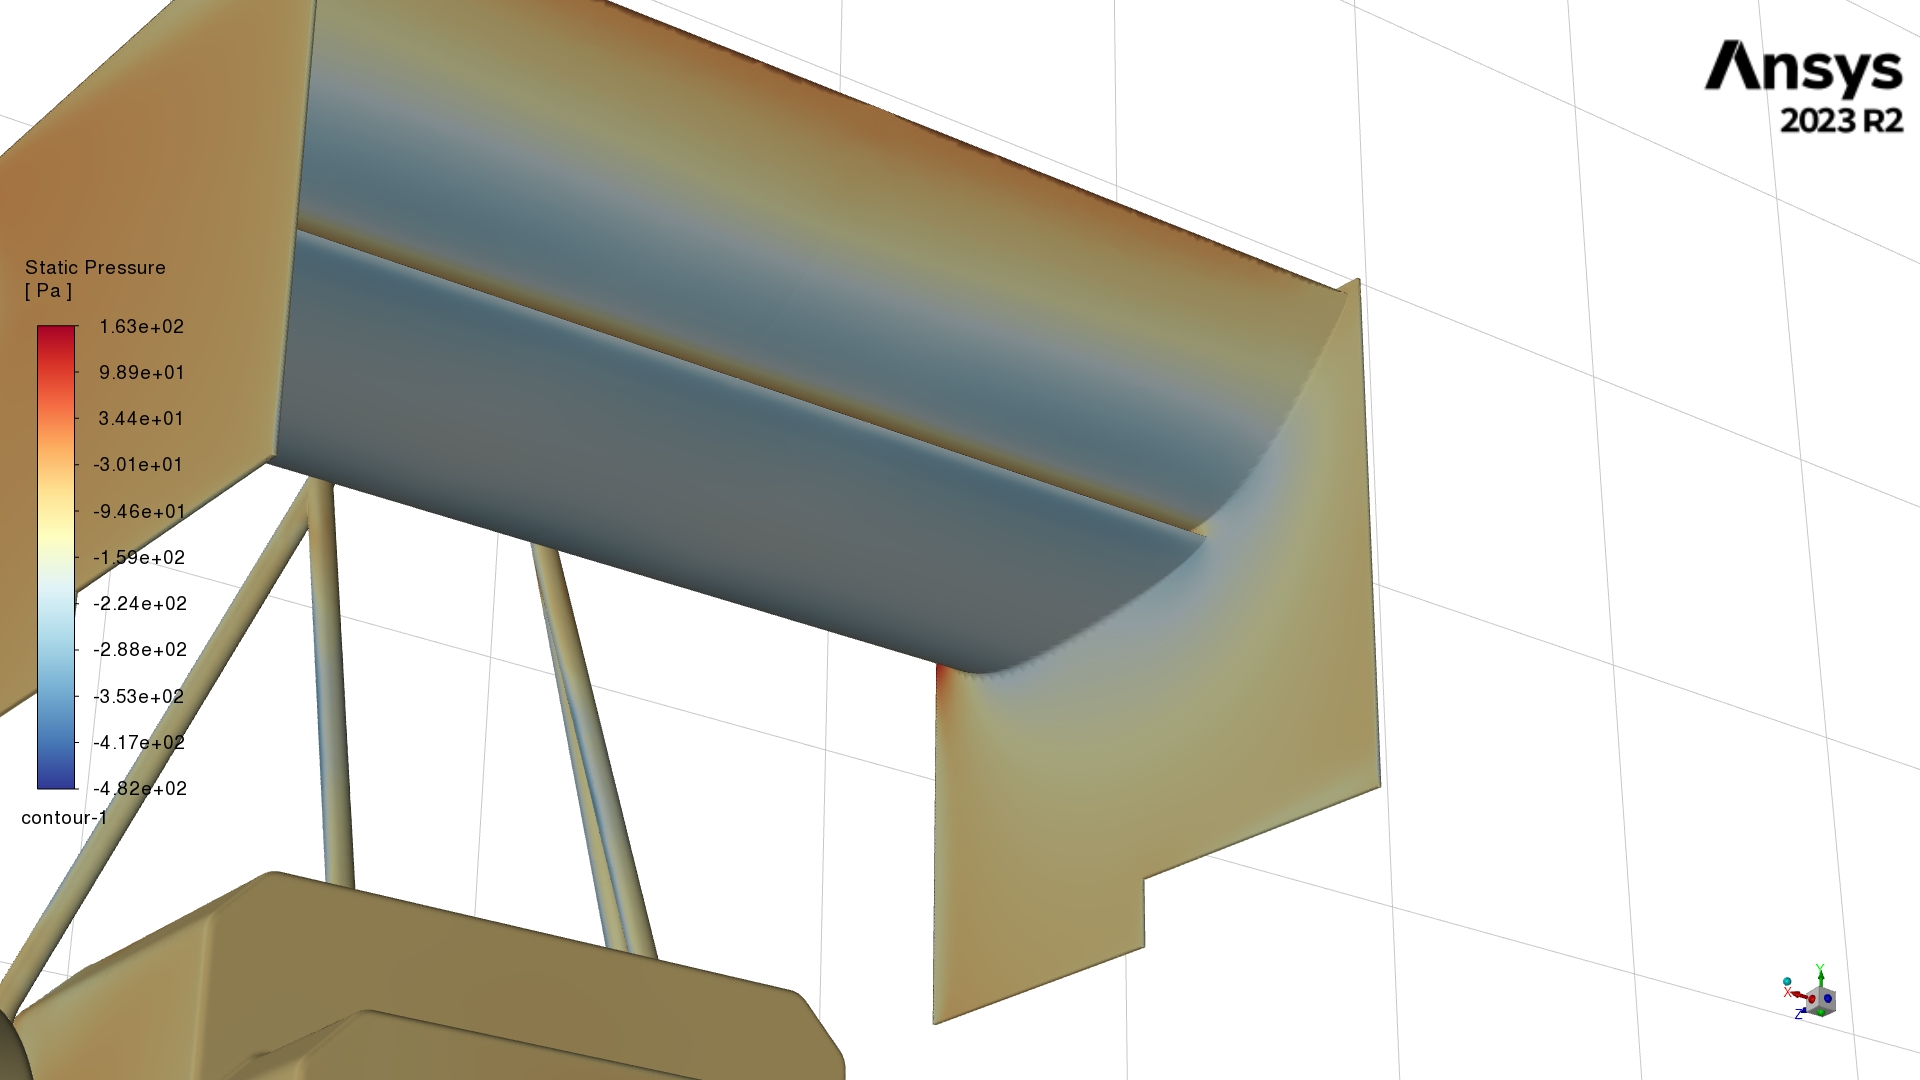 Ansys
2023 R2
Static Pressure
[ Pa ]
1.63e+02
9.89e+01
3.44e+01
-3.01e+01
-9.46e+01
-1.59e+02
-2.24e+02
-2.88e+02
-3.53e+02
-4.17e+02
-4.82e+02
contour-1
Y
X
Z